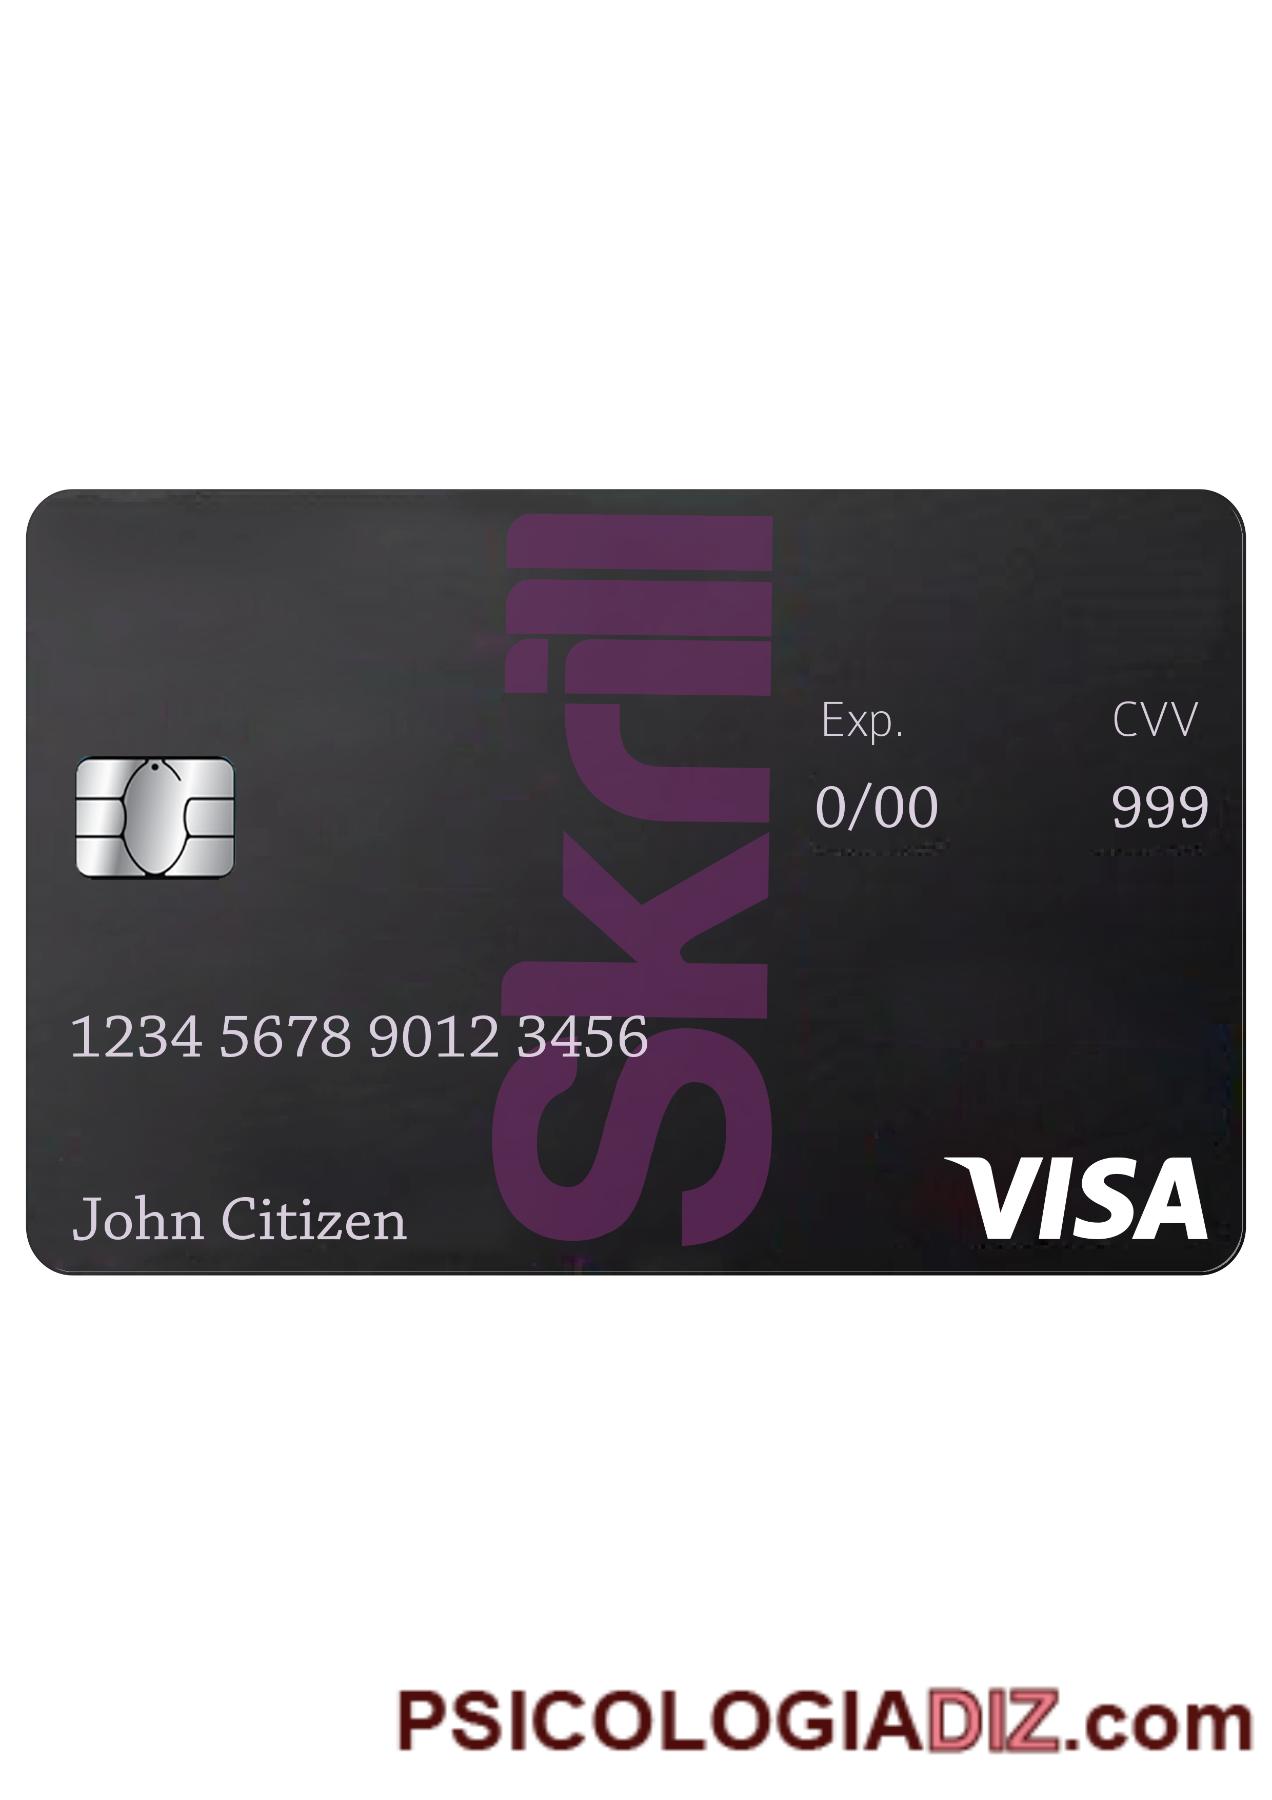 Skrill
Exp.
CVV
0/00
999
1234 5678 9012 3456
John Citizen
VISA
PSICOLOGIADIZ.com